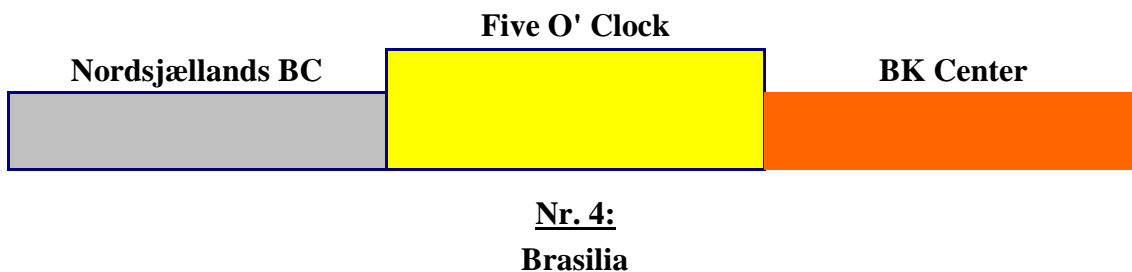 Five O' Clock
Nordsjællands BC
BK Center
Nr. 4:
Brasilia